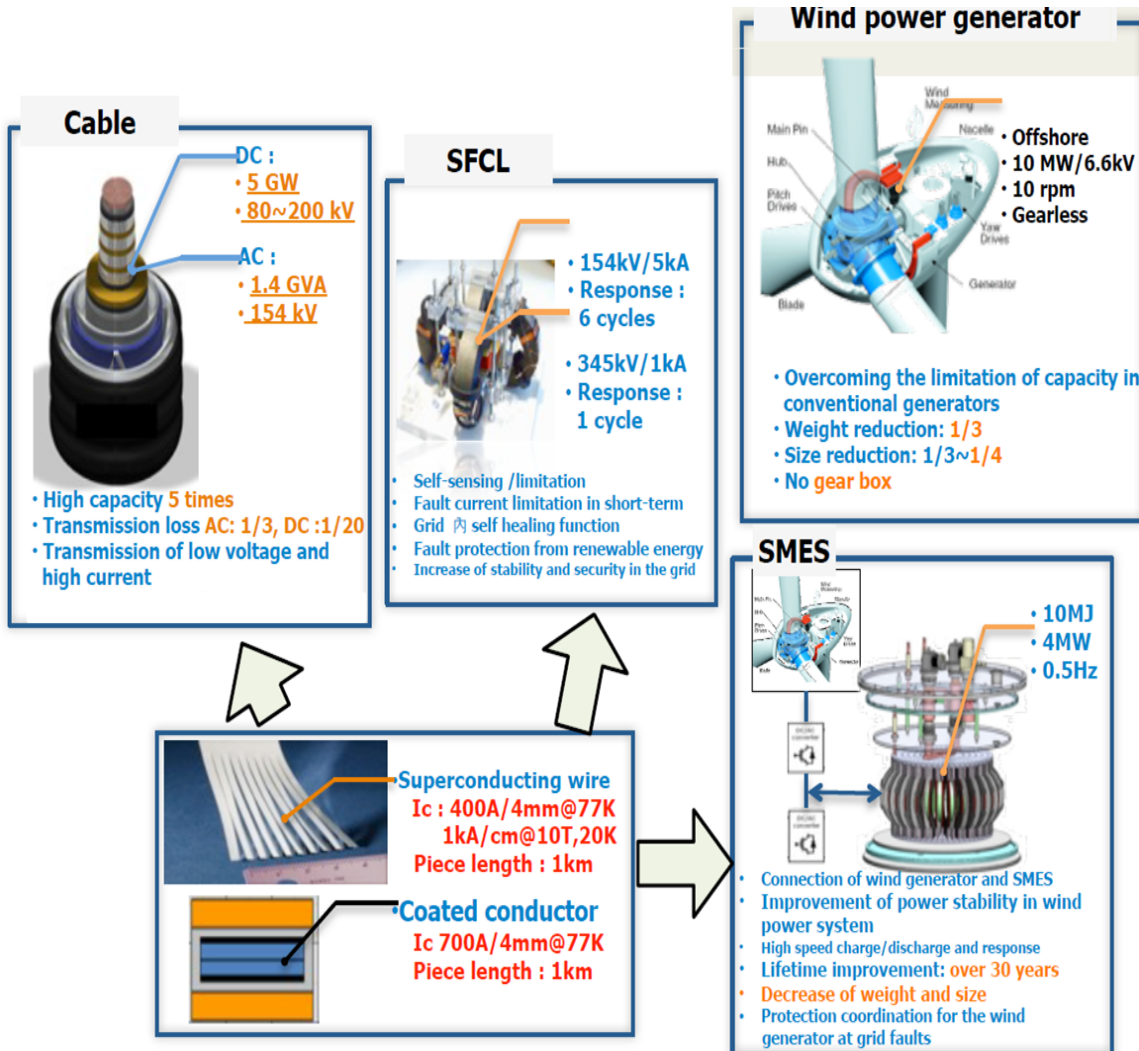 Cable
DC :
• 5 GW
• 80~200 kV
AC :
• 1.4 GVA
• 154 kV
• High capacity 5 times
• Transmission loss AC: 1/3, DC :1/20
• Transmission of low voltage and
high current
SFCL
• 154kV/5kA
• Response :
6 cycles
• 345kV/1kA
• Response :
1 cycle
• Self-sensing /limitation
• Fault current limitation in short-term
• Grid 內 self healing function
• Fault protection from renewable energy
• Increase of stability and security in the grid
Wind power generator
Wind
Measuring
Main Pin
Nacelle
Hub
Pitch
Drives
Yaw
Drives
Generator
Blade
• Offshore
• 10 MW/6.6kV
• 10 rpm
• Gearless
• Overcoming the limitation of capacity in
conventional generators
• Weight reduction: 1/3
• Size reduction: 1/3~1/4
• No gear box
SMES
• 10MJ
• 4MW
• 0.5Hz
converter
converter
• Connection of wind generator and SMES
• Improvement of power stability in wind
power system
• High speed charge/discharge and response
• Lifetime improvement: over 30 years
• Decrease of weight and size
• Protection coordination for the wind
generator at grid faults
•Superconducting wire
Ic : 400A/4mm@77K
1kA/cm@10T,20K
Piece length : 1km
•Coated conductor
Ic 700A/4mm@77K
Piece length : 1km